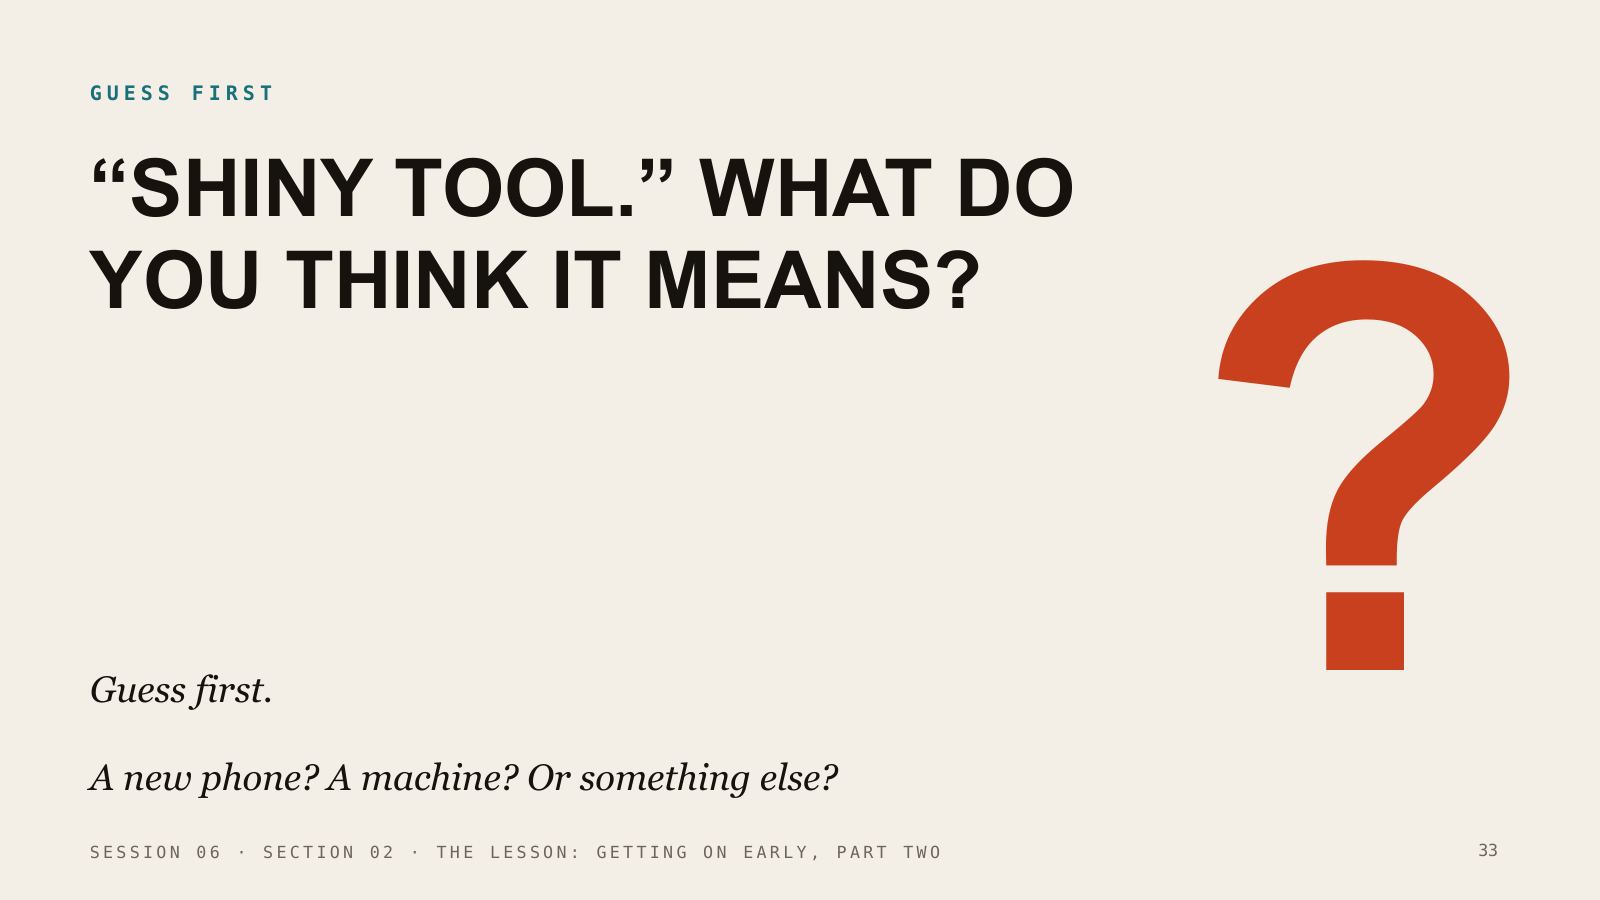 GUESS FIRST
“SHINY TOOL.” WHAT DO
YOU THINK IT MEANS?
?
Guess first.
A new phone? A machine? Or something else?
SESSION 06 · SECTION 02 · THE LESSON: GETTING ON EARLY, PART TWO
33